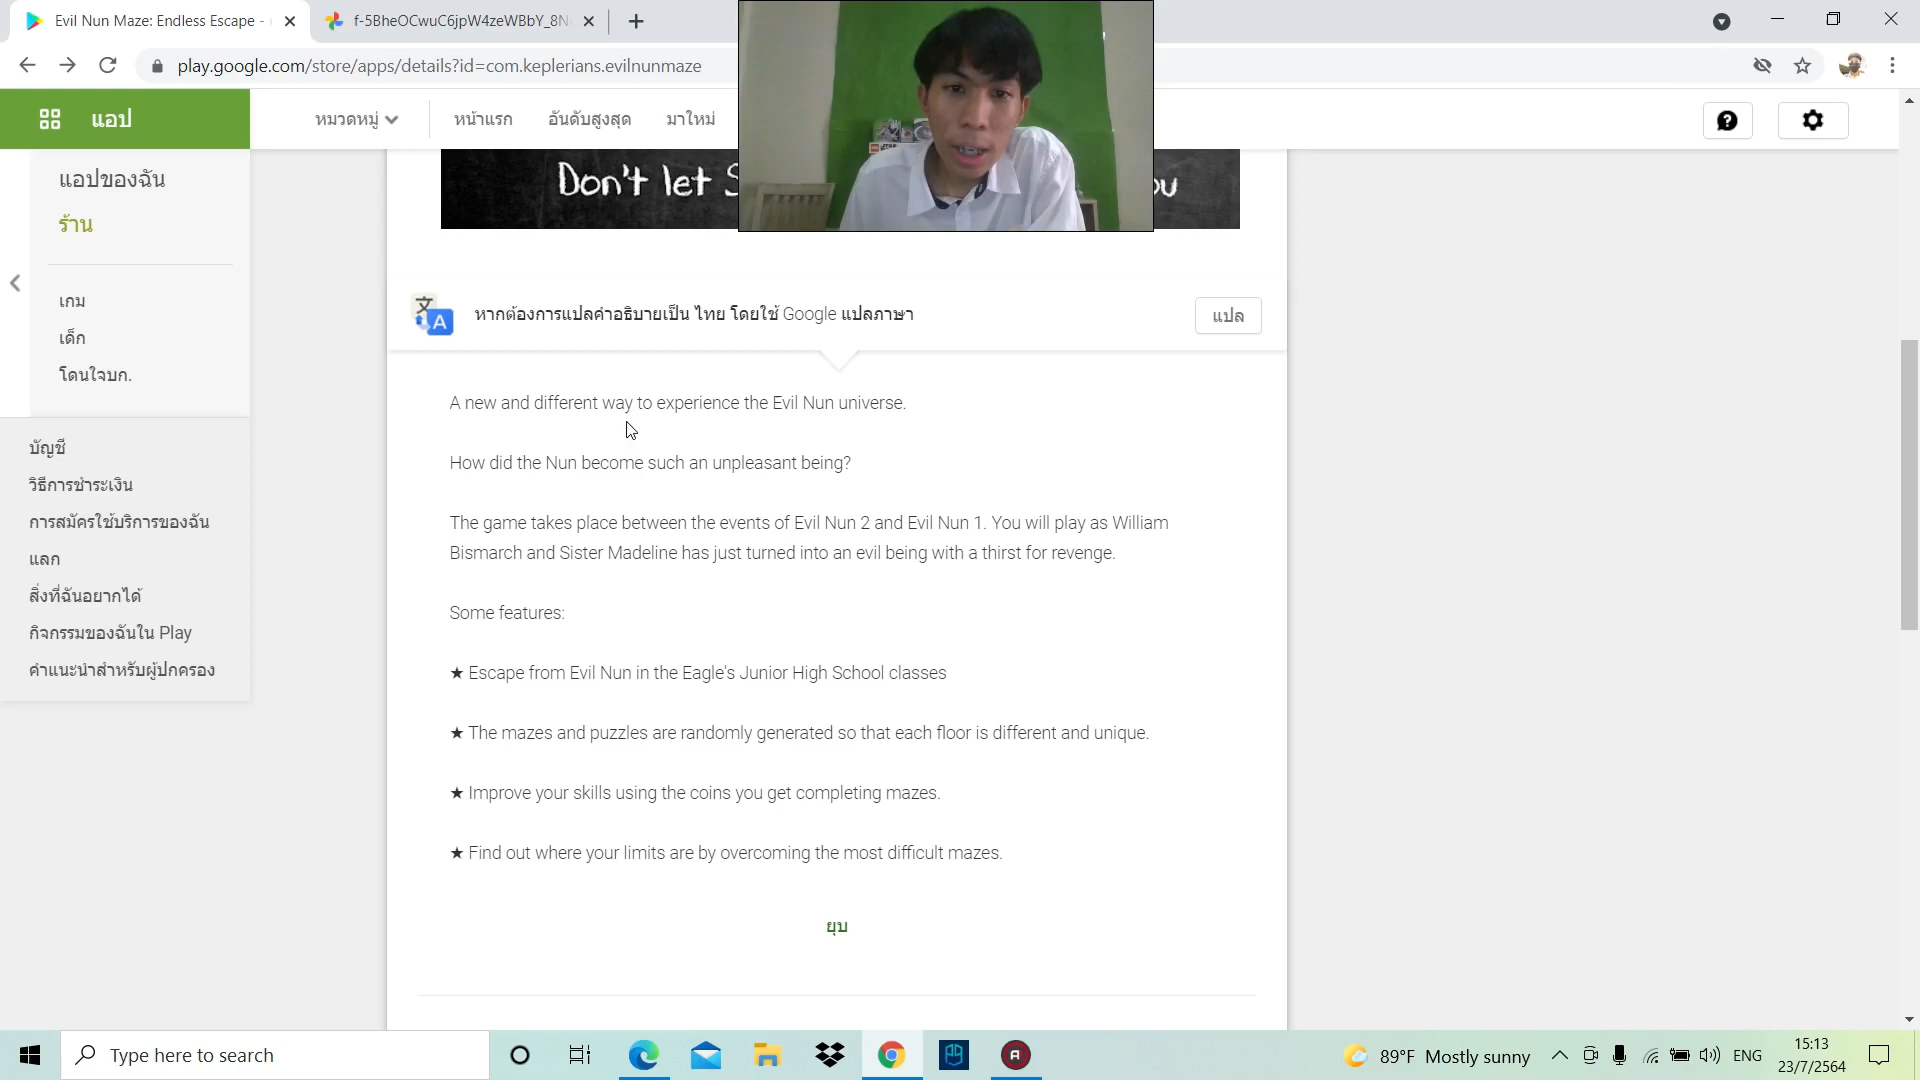 Evil Nun Maze: Endless Escape -
f-5BheOCwuC6jpW4zeWBbY_8N
play.google.com/store/apps/details?id=com.keplerians.evilnunmaze
แอป
หมวดหมู่
หน้าแรก
อันดับสูงสุด
มาใหม่
แอปของฉัน
ร้าน
เกม
เด็ก
โดนใจบก.
บัญชี
วิธีการชำระเงิน
การสมัครใช้บริการของฉัน
แลก
สิ่งที่ฉันอยากได้
กิจกรรมของฉันใน Play
คำแนะนำสำหรับผู้ปกครอง
Don't let S
ou
หากต้องการแปลคำอธิบายเป็น ไทย โดยใช้ Google แปลภาษา
แปล
A new and different way to experience the Evil Nun universe.
How did the Nun become such an unpleasant being?
The game takes place between the events of Evil Nun 2 and Evil Nun 1. You will play as William
Bismarch and Sister Madeline has just turned into an evil being with a thirst for revenge.
Some features:
★ Escape from Evil Nun in the Eagle's Junior High School classes
★ The mazes and puzzles are randomly generated so that each floor is different and unique.
★ Improve your skills using the coins you get completing mazes.
★ Find out where your limits are by overcoming the most difficult mazes.
ยุบ
Type here to search
89°F Mostly sunny
ENG
15:13
23/7/2564